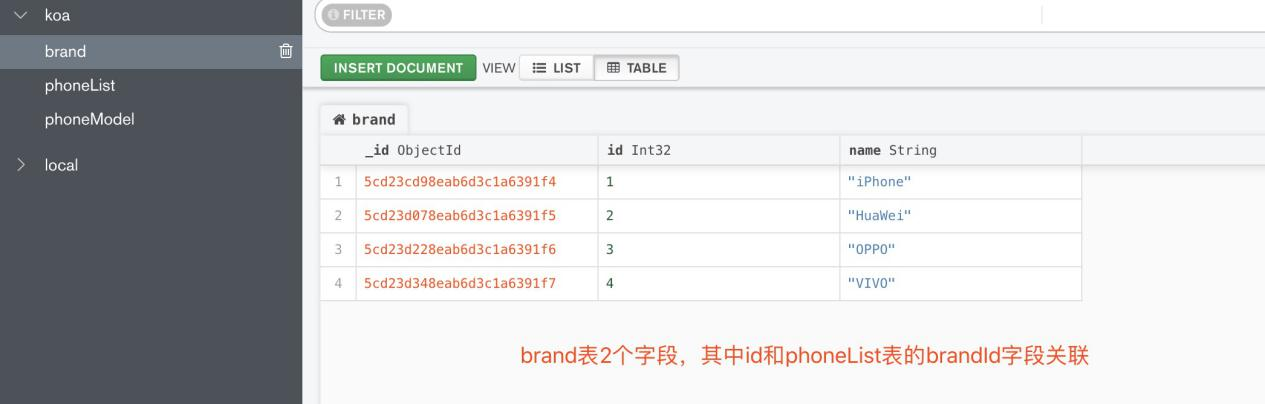 koa
brand
phoneList
phoneModel
local
FILTER
INSERT DOCUMENT VIEW LIST TABLE
brand
_id ObjectId id Int32 name String
1 5cd23cd98eab6d3c1a6391f4 1 "iPhone"
2 5cd23d078eab6d3c1a6391f5 2 "HuaWei"
3 5cd23d228eab6d3c1a6391f6 3 "OPPO"
4 5cd23d348eab6d3c1a6391f7 4 "VIVO"
brand表2个字段，其中id和phoneList表的brandId字段关联